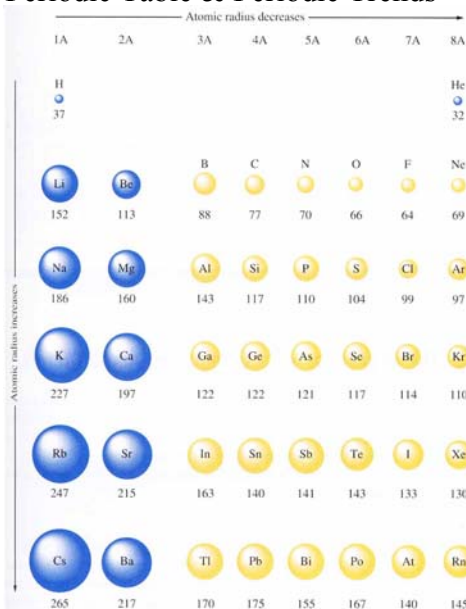 Periodic Table & Periodic Trends
Atomic radius decreases
1A 2A 3A 4A 5A 6A 7A 8A
H He
37 32
B C N O F Ne
Li Be
152 113 88 77 70 66 64 69
Na Mg Al Si P S Cl Ar
186 160 143 117 110 104 99 97
Atomic radius increases
K Ca Ga Ge As Se Br Kr
227 197 122 122 121 117 114 110
Rb Sr In Sn Sb Te I Xe
247 215 163 140 141 143 133 130
Cs Ba Tl Pb Bi Po At Rn
265 217 170 175 155 167 140